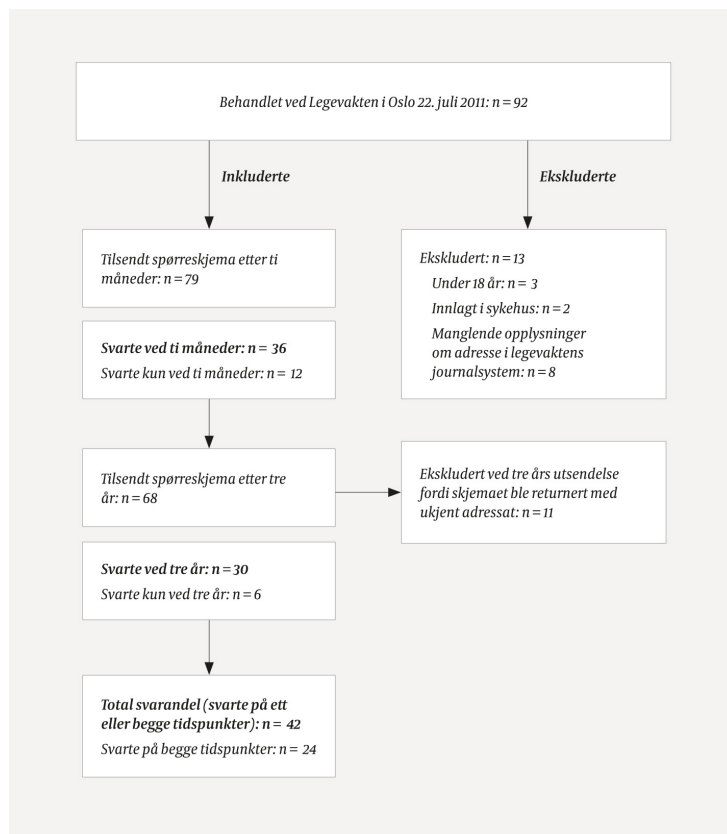 Behandlet ved Legevakten i Oslo 22. juli 2011: n = 92
Inkluderte
Ekskluderte
Tilsendt spørreskjema etter ti
måneder: n = 79
Svarte ved ti måneder: n = 36
Svarte kun ved ti måneder: n = 12
Ekskludert: n = 13
Under 18 år: n = 3
Innlagt i sykehus: n = 2
Manglende opplysninger
om adresse i legevaktens
journalsystem: n = 8
Tilsendt spørreskjema etter tre
år: n = 68
Ekskludert ved tre års utsendelse
fordi skjemaet ble returnert med
ukjent adressat: n = 11
Svarte ved tre år: n = 30
Svarte kun ved tre år: n = 6
Total svarandel (svarte på ett
eller begge tidspunkter): n = 42
Svarte på begge tidspunkter: n = 24